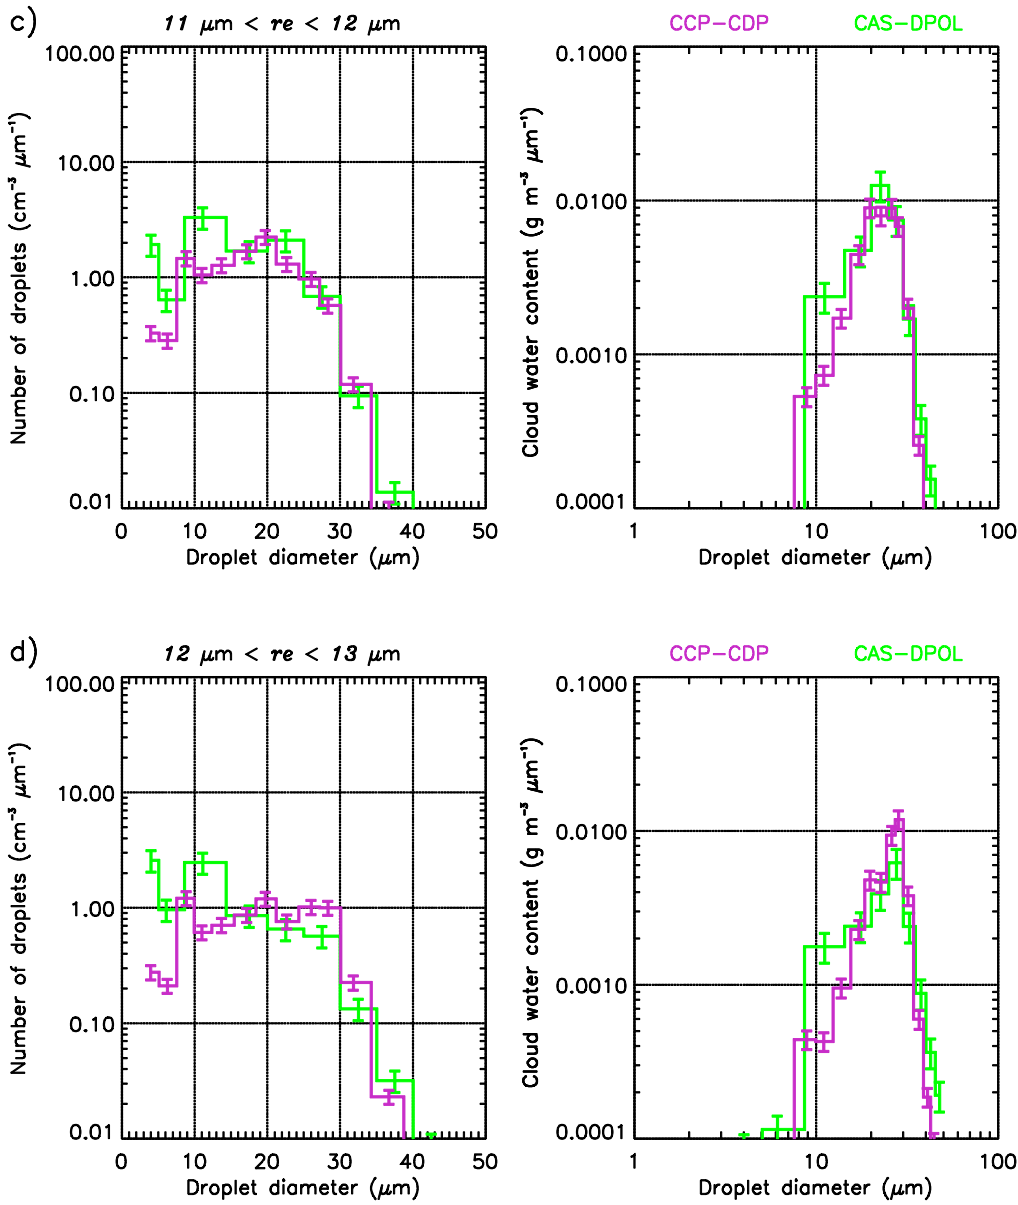 c)
11 μm < re < 12 μm
CCP−CDP CAS−DPOL
Number of droplets (cm⁻³ μm⁻¹)
100.00
10.00
1.00
0.10
0.01
0 10 20 30 40 50
Droplet diameter (μm)
Cloud water content (g m⁻³ μm⁻¹)
0.1000
0.0100
0.0010
0.0001
1 10 100
Droplet diameter (μm)
d)
12 μm < re < 13 μm
CCP−CDP CAS−DPOL
Number of droplets (cm⁻³ μm⁻¹)
100.00
10.00
1.00
0.10
0.01
0 10 20 30 40 50
Droplet diameter (μm)
Cloud water content (g m⁻³ μm⁻¹)
0.1000
0.0100
0.0010
0.0001
1 10 100
Droplet diameter (μm)